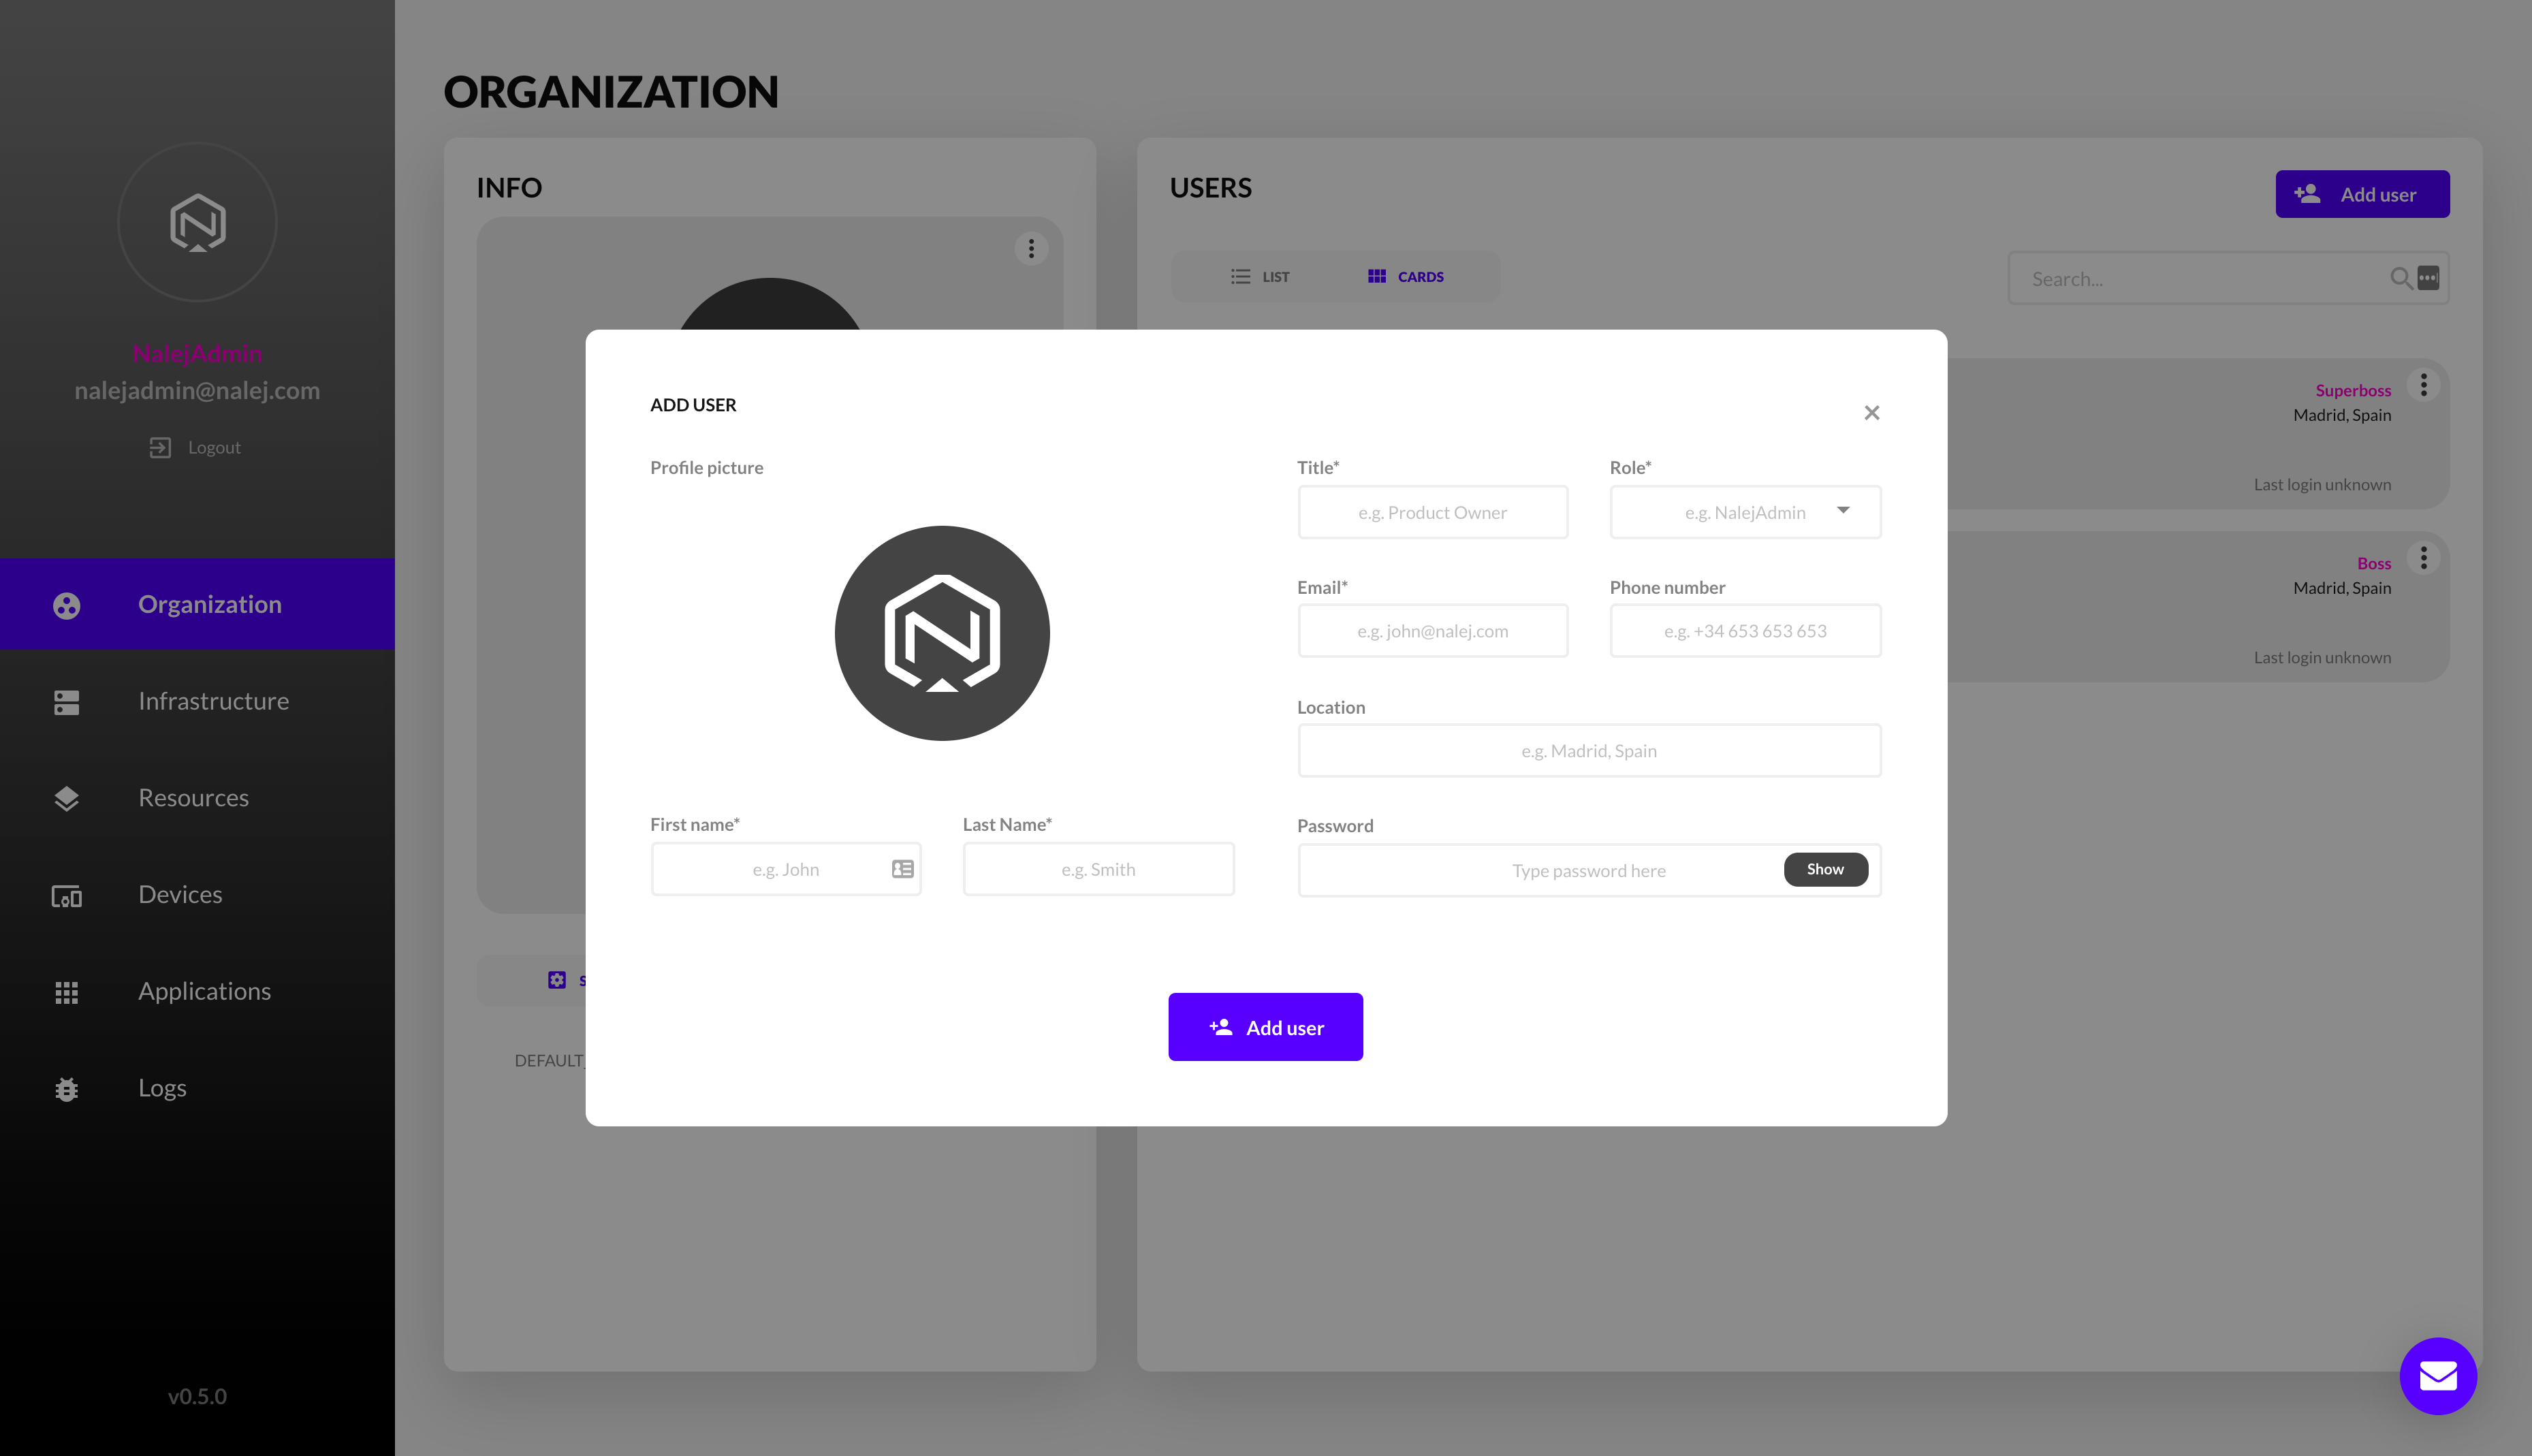 NalejAdmin
nalejadmin@nalej.com
Logout
Organization
Infrastructure
Resources
Devices
Applications
Logs
v0.5.0
ORGANIZATION
INFO
USERS
Add user
LIST
CARDS
Search...
Superboss
Madrid, Spain
Last login unknown
Boss
Madrid, Spain
Last login unknown
DEFAULT_
ADD USER
Profile picture
First name*
Last Name*
e.g. John
e.g. Smith
Title*
Role*
e.g. Product Owner
e.g. NalejAdmin
Email*
Phone number
e.g. john@nalej.com
e.g. +34 653 653 653
Location
e.g. Madrid, Spain
Password
Type password here
Show
Add user